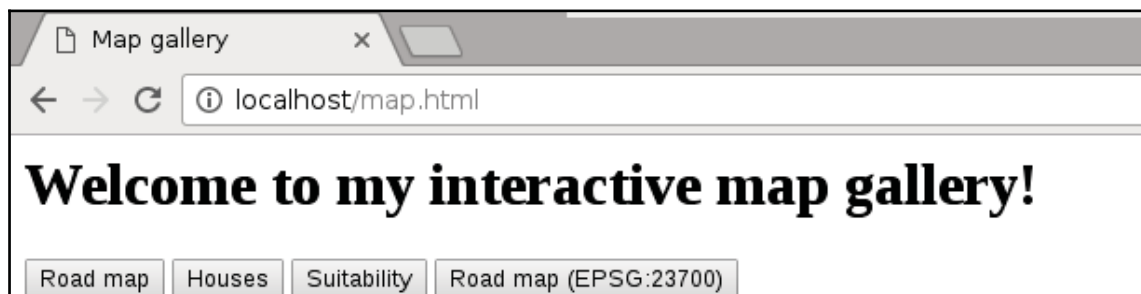 Map gallery
localhost/map.html
Welcome to my interactive map gallery!
Road map Houses Suitability Road map (EPSG:23700)